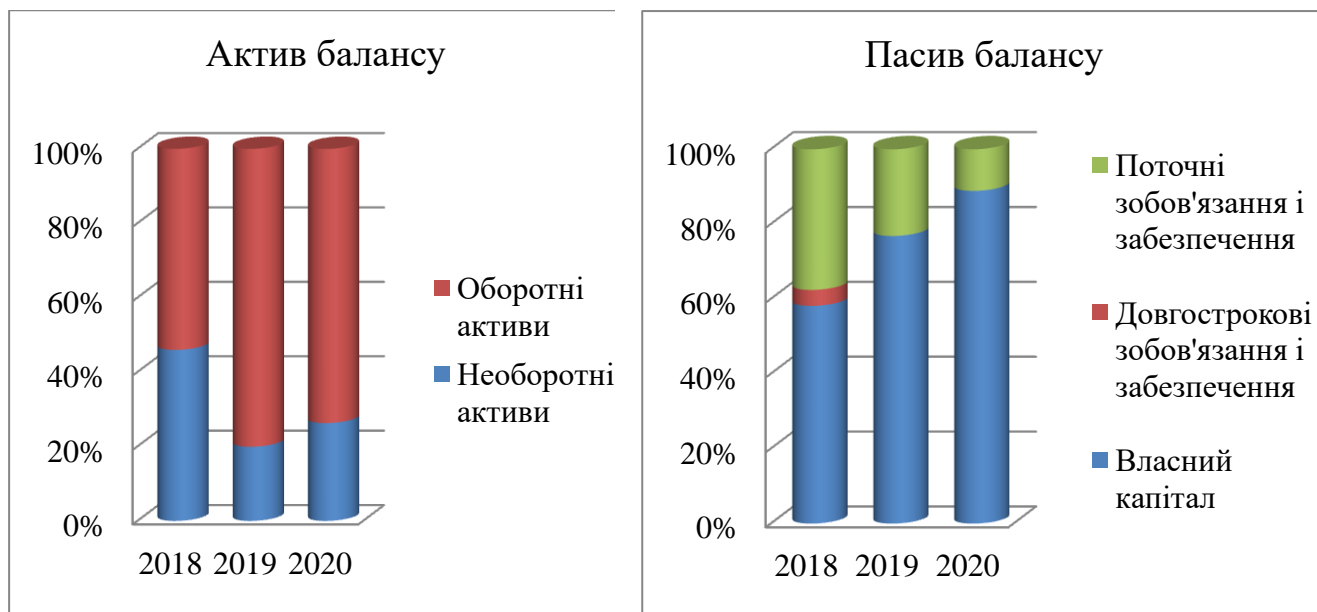 Актив балансу
100%
80%
60%
40%
20%
0%
2018 2019 2020
Оборотні
активи
Необоротні
активи
Пасив балансу
100%
80%
60%
40%
20%
0%
2018 2019 2020
Поточні
зобов'язання і
забезпечення
Довгострокові
зобов'язання і
забезпечення
Власний
капітал